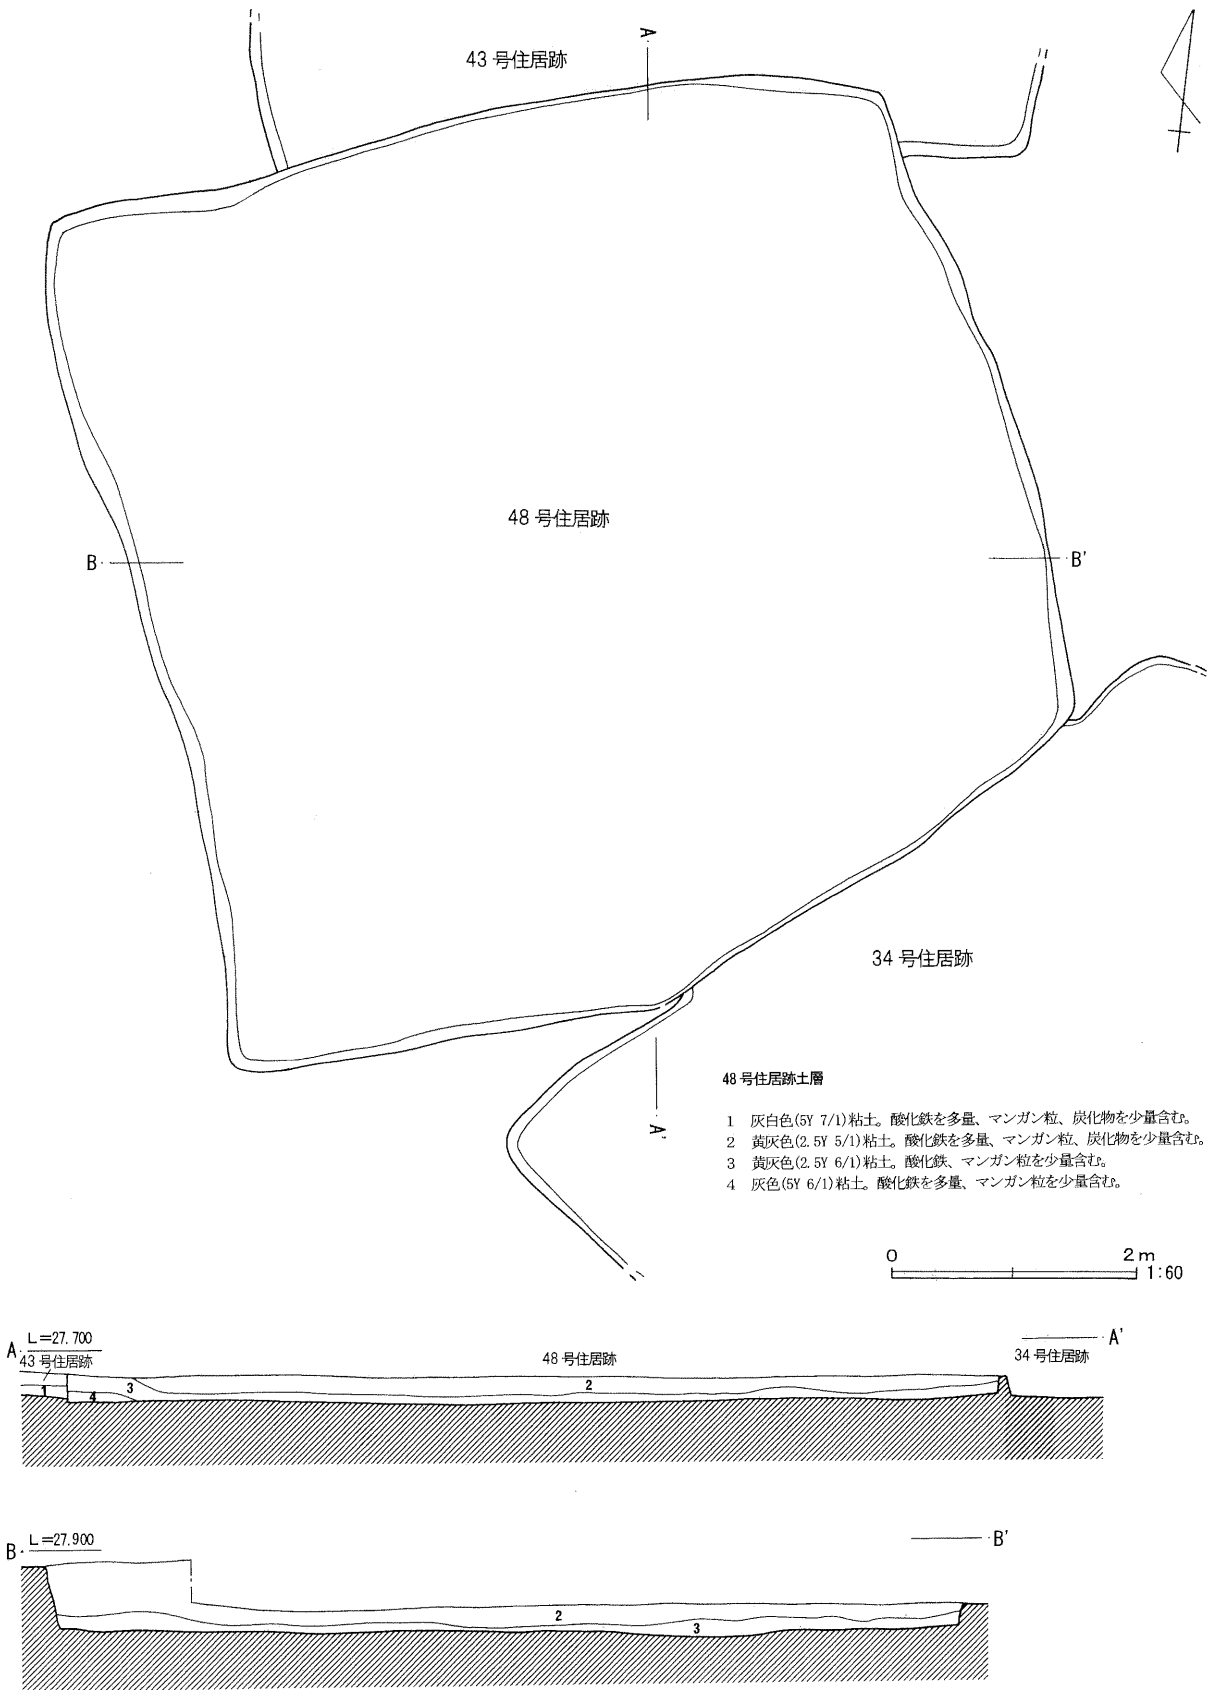 43 号住居跡
A
48 号住居跡
B
B'
34 号住居跡
A'
48 号住居跡土層
1 灰白色(5Y 7/1)粘土。酸化鉄を多量、マンガン粒、炭化物を少量含む。
2 黄灰色(2.5Y 5/1)粘土。酸化鉄を多量、マンガン粒、炭化物を少量含む。
3 黄灰色(2.5Y 6/1)粘土。酸化鉄、マンガン粒を少量含む。
4 灰色(5Y 6/1)粘土。酸化鉄を多量、マンガン粒を少量含む。
0 2m
1:60
A L=27.700 A'
43 号住居跡 48 号住居跡 34 号住居跡
1 4 3 2
B L=27.900 B'
2
3